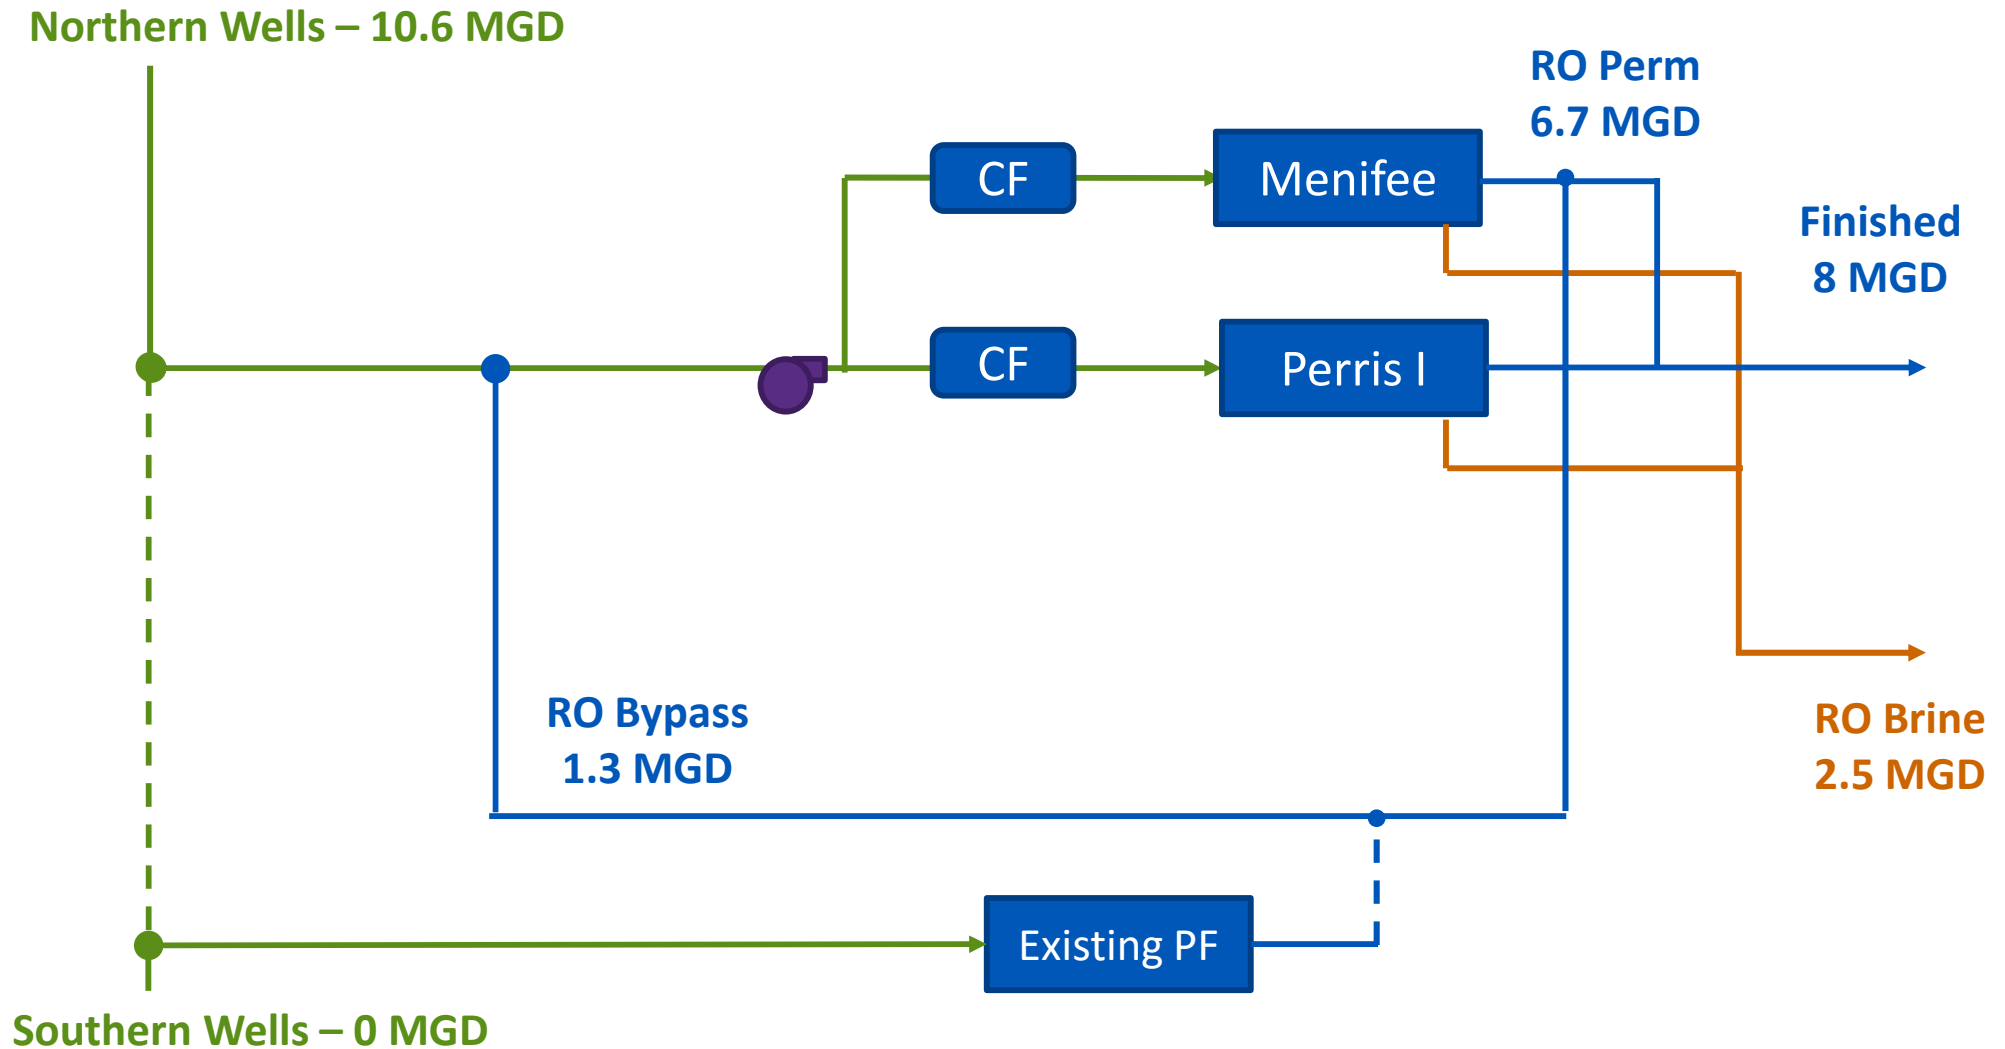 Northern Wells – 10.6 MGD
RO Perm
6.7 MGD
CF
Menifee
Finished
8 MGD
CF
Perris I
RO Bypass
1.3 MGD
RO Brine
2.5 MGD
Existing PF
Southern Wells – 0 MGD